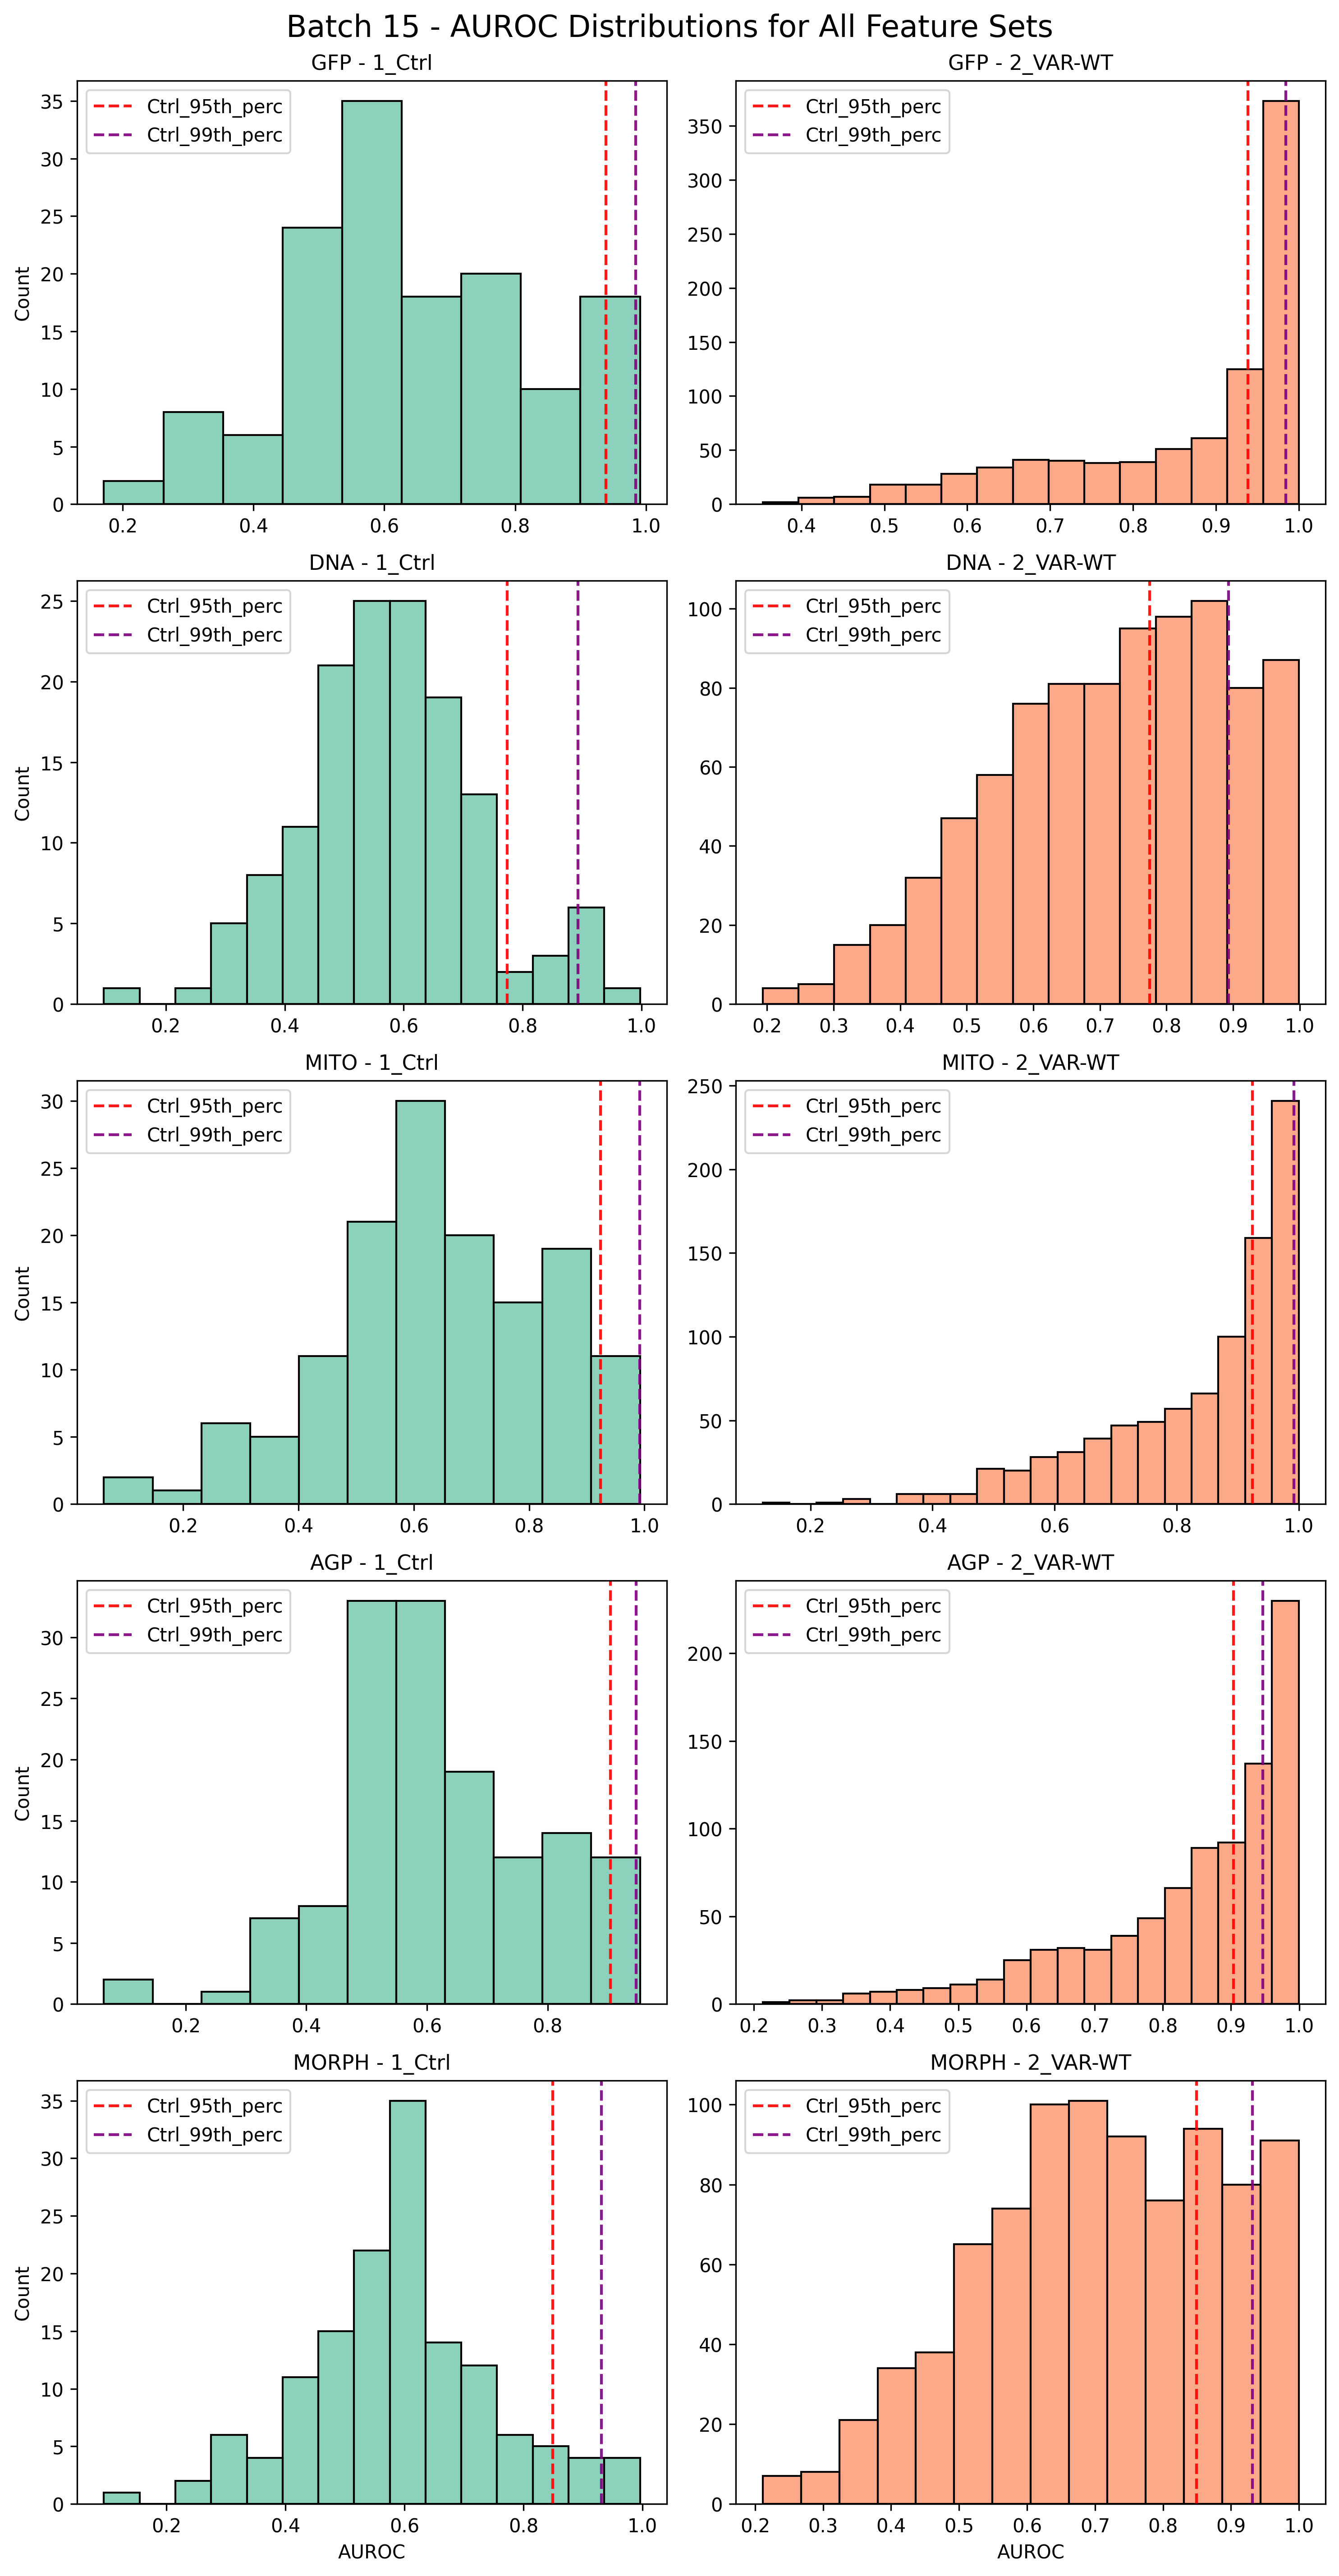 Batch 15 - AUROC Distributions for All Feature Sets
GFP - 1_Ctrl
Ctrl_95th_perc
Ctrl_99th_perc
Count
35
30
25
20
15
10
5
0
0.2 0.4 0.6 0.8 1.0
GFP - 2_VAR-WT
Ctrl_95th_perc
Ctrl_99th_perc
350
300
250
200
150
100
50
0
0.4 0.5 0.6 0.7 0.8 0.9 1.0
DNA - 1_Ctrl
Ctrl_95th_perc
Ctrl_99th_perc
Count
25
20
15
10
5
0
0.2 0.4 0.6 0.8 1.0
DNA - 2_VAR-WT
Ctrl_95th_perc
Ctrl_99th_perc
100
80
60
40
20
0
0.2 0.3 0.4 0.5 0.6 0.7 0.8 0.9 1.0
MITO - 1_Ctrl
Ctrl_95th_perc
Ctrl_99th_perc
Count
30
25
20
15
10
5
0
0.2 0.4 0.6 0.8 1.0
MITO - 2_VAR-WT
Ctrl_95th_perc
Ctrl_99th_perc
250
200
150
100
50
0
0.2 0.4 0.6 0.8 1.0
AGP - 1_Ctrl
Ctrl_95th_perc
Ctrl_99th_perc
Count
30
25
20
15
10
5
0
0.2 0.4 0.6 0.8
AGP - 2_VAR-WT
Ctrl_95th_perc
Ctrl_99th_perc
200
150
100
50
0
0.2 0.3 0.4 0.5 0.6 0.7 0.8 0.9 1.0
MORPH - 1_Ctrl
Ctrl_95th_perc
Ctrl_99th_perc
Count
35
30
25
20
15
10
5
0
0.2 0.4 0.6 0.8 1.0
AUROC
MORPH - 2_VAR-WT
Ctrl_95th_perc
Ctrl_99th_perc
100
80
60
40
20
0
0.2 0.3 0.4 0.5 0.6 0.7 0.8 0.9 1.0
AUROC